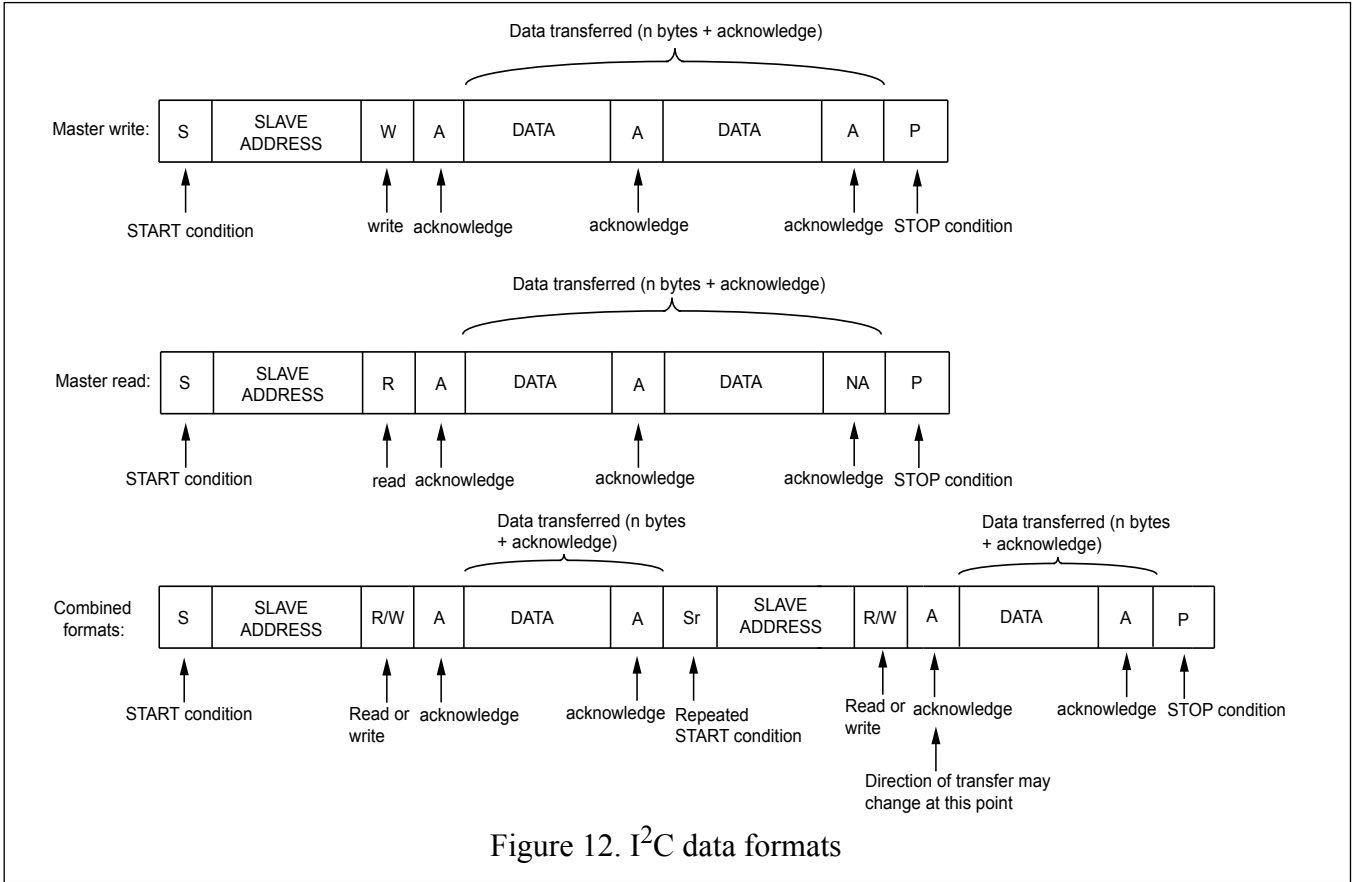 Data transferred (n bytes + acknowledge)
Master write:
S
SLAVE
ADDRESS
W
A
DATA
A
DATA
A
P
START condition
write
acknowledge
acknowledge
acknowledge
STOP condition
Data transferred (n bytes + acknowledge)
Master read:
S
SLAVE
ADDRESS
R
A
DATA
A
DATA
NA
P
START condition
read
acknowledge
acknowledge
acknowledge
STOP condition
Data transferred (n bytes
+ acknowledge)
Data transferred (n bytes
+ acknowledge)
Combined
formats:
S
SLAVE
ADDRESS
R/W
A
DATA
A
Sr
SLAVE
ADDRESS
R/W
A
DATA
A
P
START condition
Read or
write
acknowledge
acknowledge
Repeated
START condition
Read or
write
acknowledge
acknowledge
STOP condition
Direction of transfer may
change at this point
Figure 12. I²C data formats